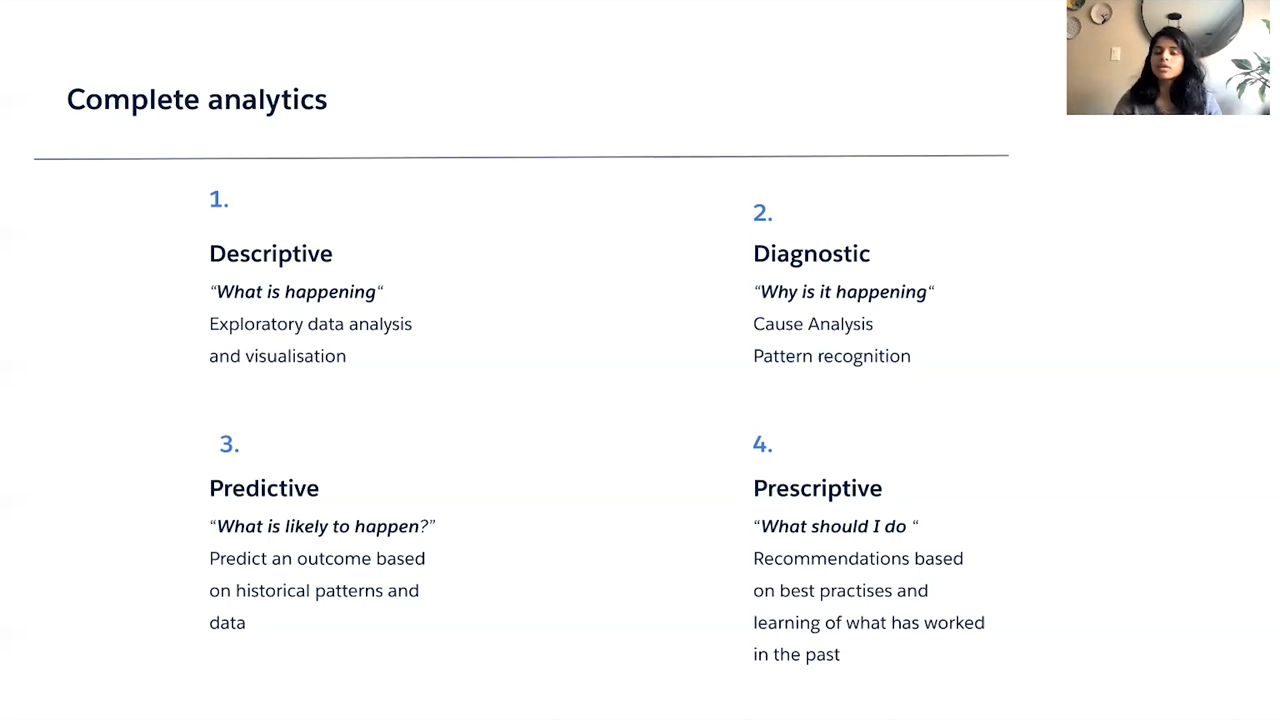 Complete analytics
1.
Descriptive
“What is happening“
Exploratory data analysis
and visualisation
2.
Diagnostic
“Why is it happening“
Cause Analysis
Pattern recognition
3.
Predictive
“What is likely to happen?”
Predict an outcome based
on historical patterns and
data
4.
Prescriptive
“What should I do “
Recommendations based
on best practises and
learning of what has worked
in the past